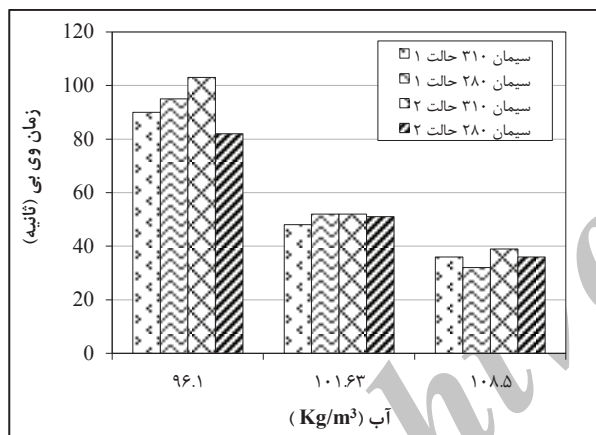 120
100
80
60
40
20
0
زمان وی بی (ثانیه)
سیمان ۳۱۰ حالت ۱
سیمان ۲۸۰ حالت ۱
سیمان ۳۱۰ حالت ۲
سیمان ۲۸۰ حالت ۲
۹۶.۱
۱۰۱.۶۳
۱۰۸.۵
آب (Kg/m³ )